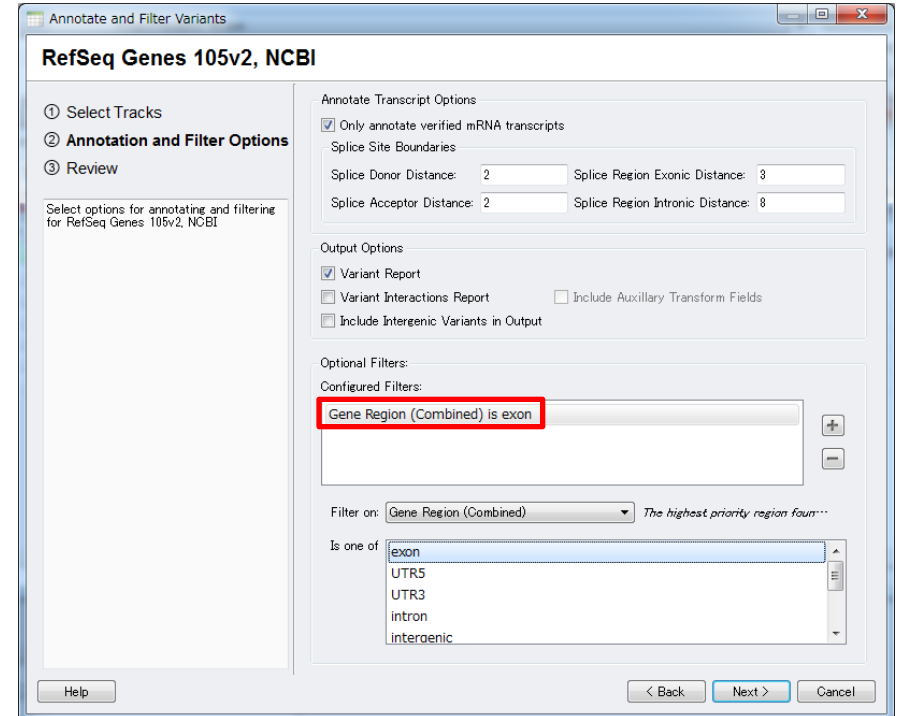 Annotate and Filter Variants
RefSeq Genes 105v2, NCBI
① Select Tracks
② Annotation and Filter Options
③ Review
Select options for annotating and filtering
for RefSeq Genes 105v2, NCBI
Annotate Transcript Options
Only annotate verified mRNA transcripts
Splice Site Boundaries
Splice Donor Distance: 2 Splice Region Exonic Distance: 3
Splice Acceptor Distance: 2 Splice Region Intronic Distance: 8
Output Options
Variant Report
Variant Interactions Report Include Auxillary Transform Fields
Include Intergenic Variants in Output
Optional Filters:
Configured Filters:
Gene Region (Combined) is exon
Filter on: Gene Region (Combined) The highest priority region foun…
Is one of
exon
UTR5
UTR3
intron
intergenic
Help < Back Next > Cancel